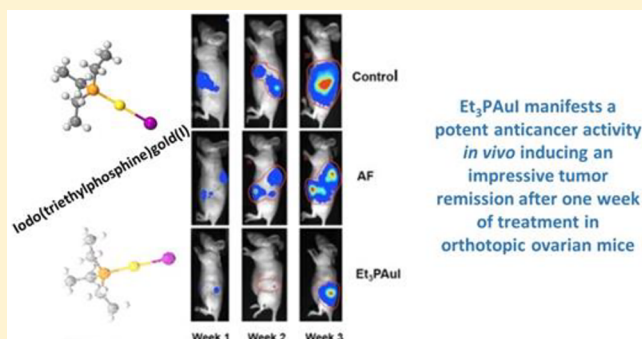 Iodo(triethylphosphine)gold(I)
Control
AF
Et₃PAuI
Week 1 Week 2 Week 3
Et₃PAuI manifests a
potent anticancer activity
in vivo inducing an
impressive tumor
remission after one week
of treatment in
orthotopic ovarian mice